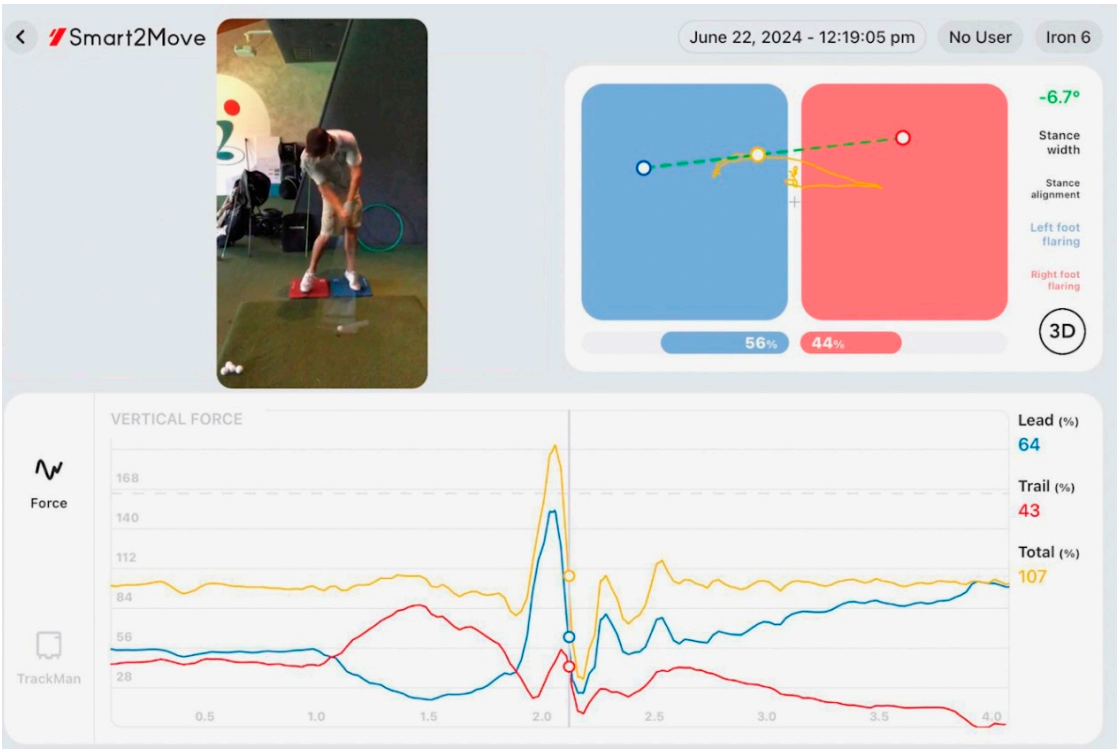 Smart2Move
June 22, 2024 - 12:19:05 pm
No User
Iron 6
-6.7°
Stance
width
Stance
alignment
Left foot
flaring
Right foot
flaring
3D
56%
44%
VERTICAL FORCE
168
140
112
84
56
28
0.5
1.0
1.5
2.0
2.5
3.0
3.5
4.0
Force
TrackMan
Lead (%)
64
Trail (%)
43
Total (%)
107